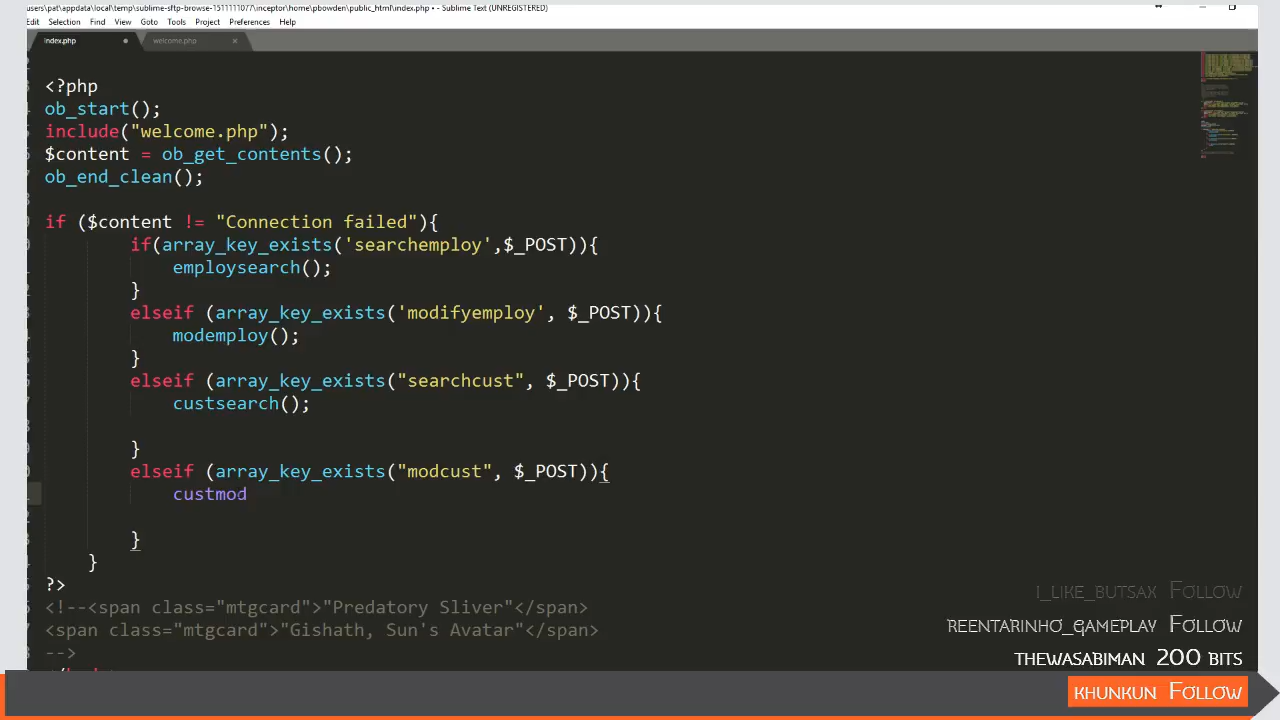 users\pat\appdata\local\temp\sublime-sftp-browse-1511111077\inceptor\home\pbowden\public_html\index.php • - Sublime Text (UNREGISTERED)
Edit Selection Find View Goto Tools Project Preferences Help
index.php welcome.php
<?php
ob_start();
include("welcome.php");
$content = ob_get_contents();
ob_end_clean();
if ($content != "Connection failed"){
if(array_key_exists('searchemploy',$_POST)){
employsearch();
}
elseif (array_key_exists('modifyemploy', $_POST)){
modemploy();
}
elseif (array_key_exists("searchcust", $_POST)){
custsearch();
}
elseif (array_key_exists("modcust", $_POST)){
custmod
}
}
?>
<!--<span class="mtgcard">"Predatory Sliver"</span>
<span class="mtgcard">"Gishath, Sun's Avatar"</span>
-->
i_like_butsax Follow
reentarinho_gameplay Follow
thewasabiman 200 bits
khunkun Follow